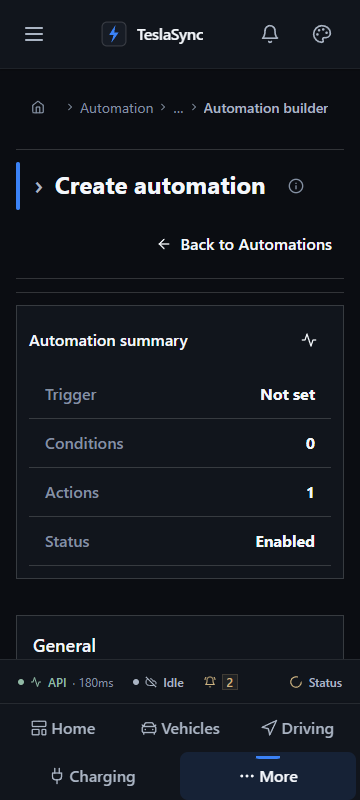 TeslaSync
Automation ... Automation builder
Create automation
Back to Automations
Automation summary
Trigger Not set
Conditions 0
Actions 1
Status Enabled
General
API · 180ms Idle 2 Status
Home Vehicles Driving
Charging More